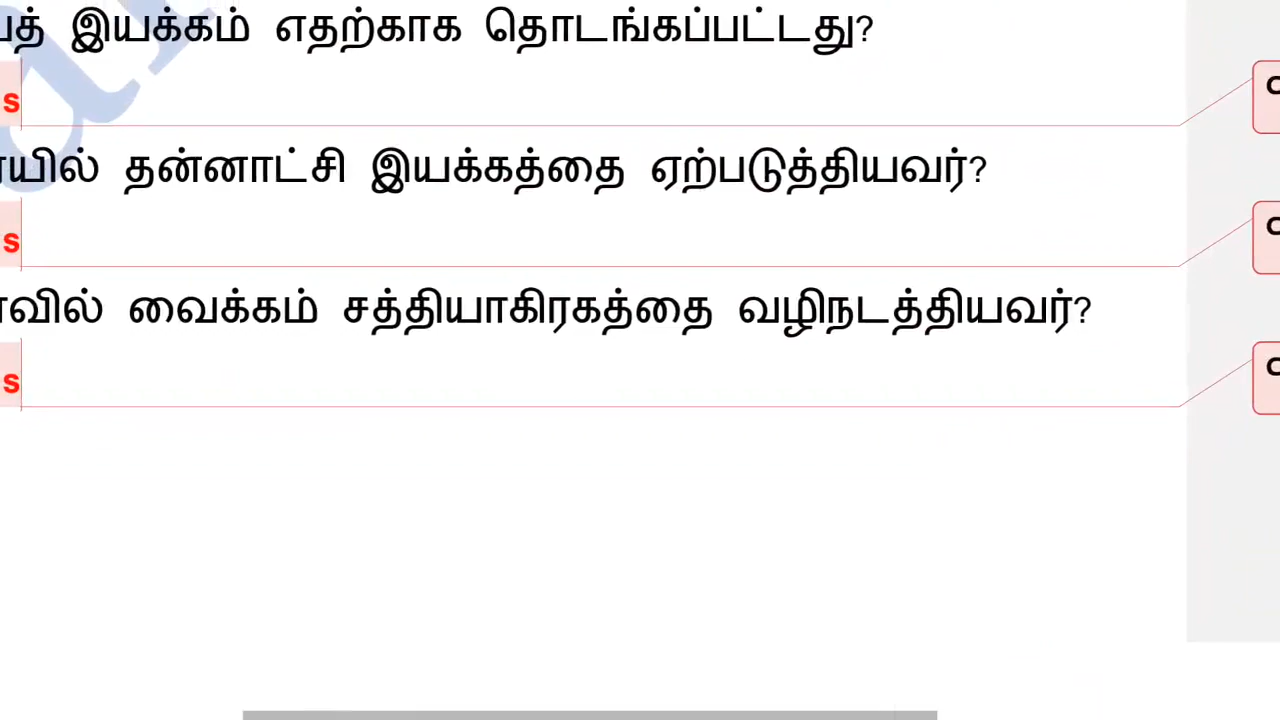 இயக்கம் எதற்காக தொடங்கப்பட்டது?
s
தன்னாட்சி இயக்கத்தை ஏற்படுத்தியவர்?
s
வைக்கம் சத்தியாகிரகத்தை வழிநடத்தியவர்?
s